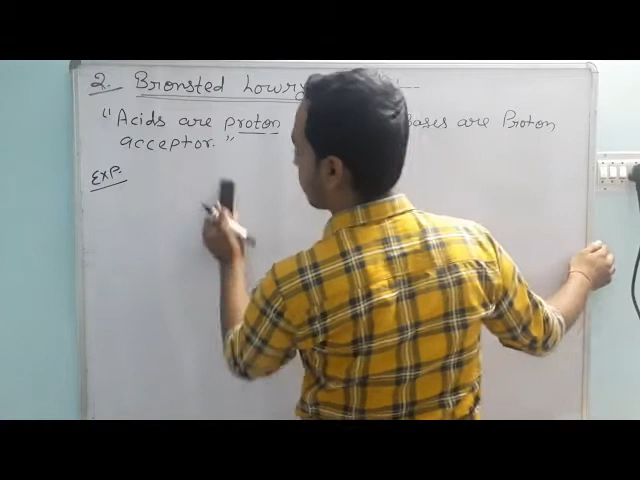 2. Bronsted Lowry
"Acids are proton Bases are Proton
acceptor."
Exp.